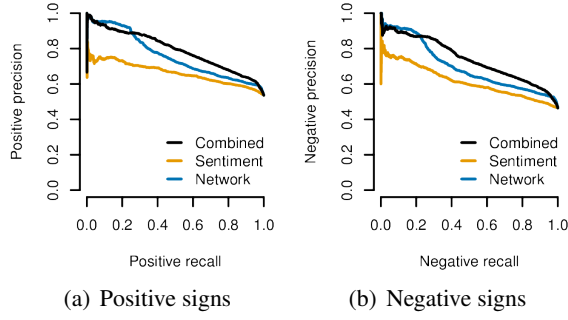 Positive precision
0.0 0.2 0.4 0.6 0.8 1.0
Combined
Sentiment
Network
0.0 0.2 0.4 0.6 0.8 1.0
Positive recall
(a) Positive signs
Negative precision
0.0 0.2 0.4 0.6 0.8 1.0
Combined
Sentiment
Network
0.0 0.2 0.4 0.6 0.8 1.0
Negative recall
(b) Negative signs